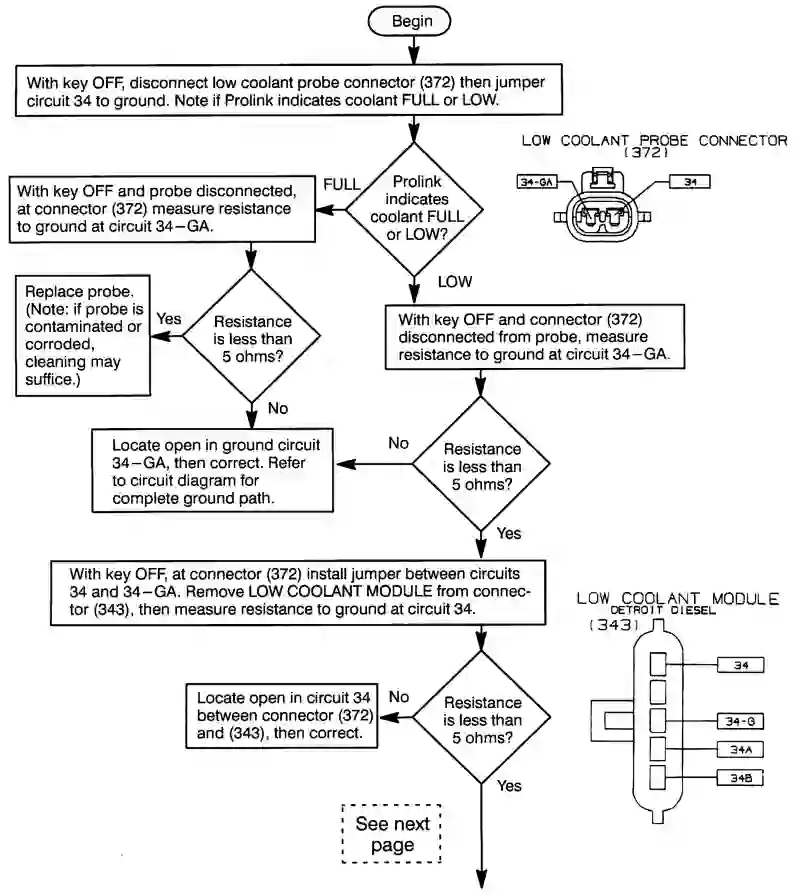 Begin
With key OFF, disconnect low coolant probe connector (372) then jumper
circuit 34 to ground. Note if Prolink indicates coolant FULL or LOW.
LOW COOLANT PROBE CONNECTOR
(372)
34-GA
34
Prolink
indicates
coolant FULL
or LOW?
FULL
With key OFF and probe disconnected,
at connector (372) measure resistance
to ground at circuit 34-GA.
LOW
Replace probe.
(Note: if probe is
contaminated or
corroded,
cleaning may
suffice.)
Yes
Resistance
is less than
5 ohms?
With key OFF and connector (372)
disconnected from probe, measure
resistance to ground at circuit 34-GA.
No
Locate open in ground circuit
34-GA, then correct. Refer
to circuit diagram for
complete ground path.
No
Resistance
is less than
5 ohms?
Yes
With key OFF, at connector (372) install jumper between circuits
34 and 34-GA. Remove LOW COOLANT MODULE from connec-
tor (343), then measure resistance to ground at circuit 34.
LOW COOLANT MODULE
DETROIT DIESEL
(343)
34
34-G
34A
34B
Locate open in circuit 34
between connector (372)
and (343), then correct.
No
Resistance
is less than
5 ohms?
Yes
See next
page